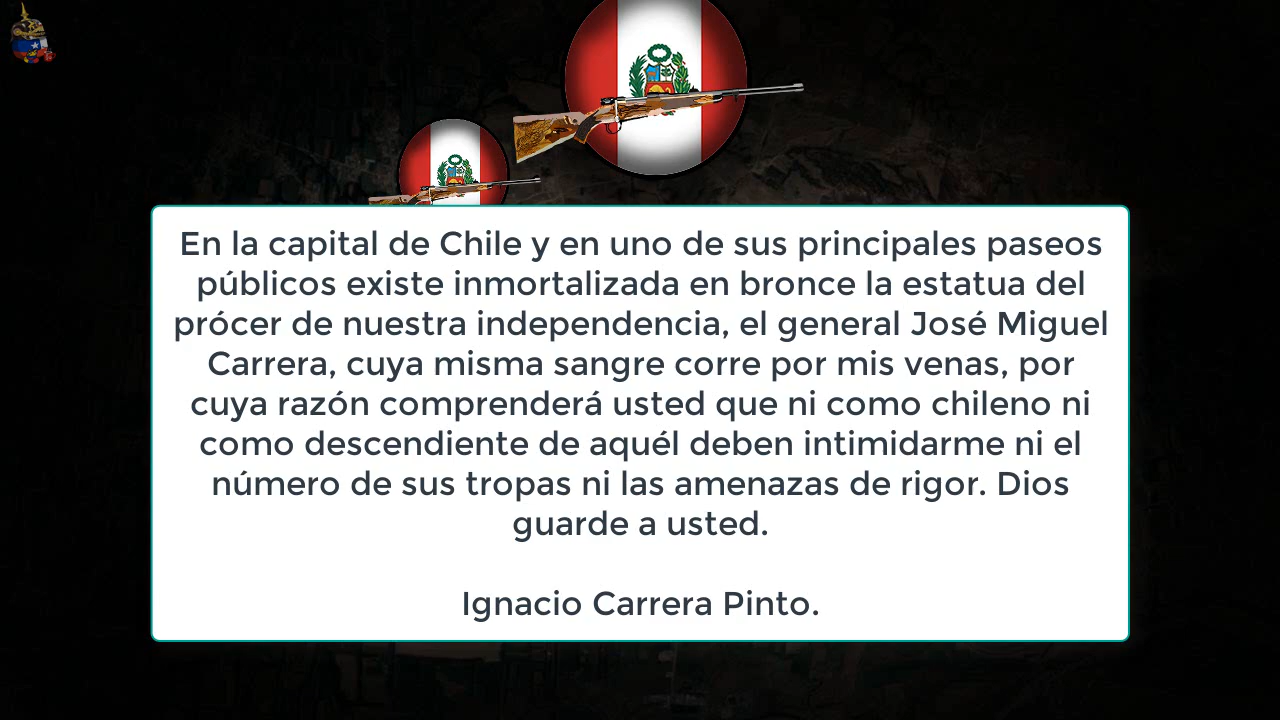 En la capital de Chile y en uno de sus principales paseos
públicos existe inmortalizada en bronce la estatua del
prócer de nuestra independencia, el general José Miguel
Carrera, cuya misma sangre corre por mis venas, por
cuya razón comprenderá usted que ni como chileno ni
como descendiente de aquél deben intimidarme ni el
número de sus tropas ni las amenazas de rigor. Dios
guarde a usted.
Ignacio Carrera Pinto.